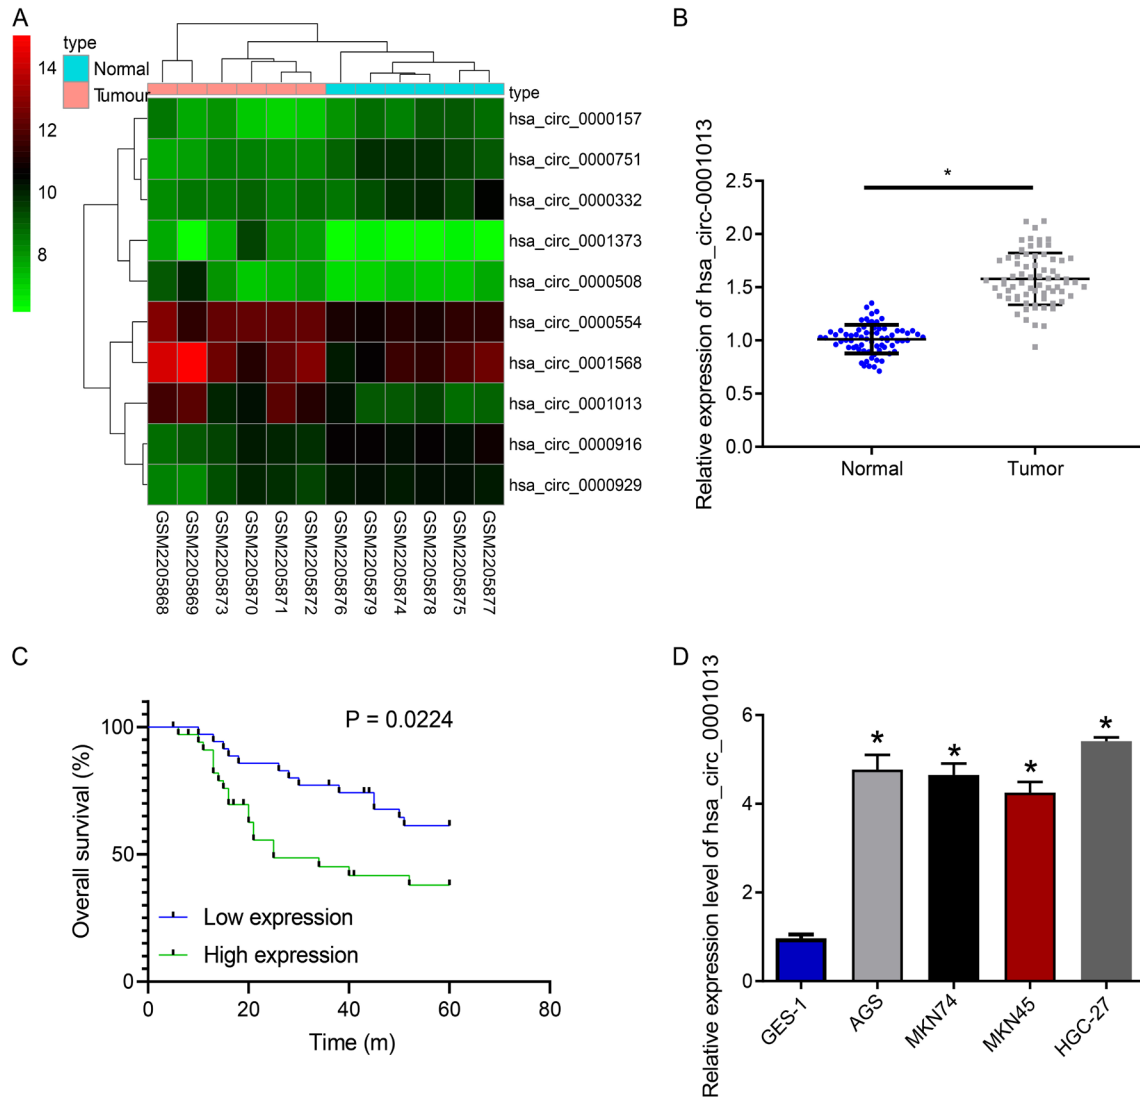 A
type
Normal
Tumour
14
12
10
8
type
hsa_circ_0000157
hsa_circ_0000751
hsa_circ_0000332
hsa_circ_0001373
hsa_circ_0000508
hsa_circ_0000554
hsa_circ_0001568
hsa_circ_0001013
hsa_circ_0000916
hsa_circ_0000929
GSM2205868
GSM2205869
GSM2205873
GSM2205870
GSM2205871
GSM2205872
GSM2205876
GSM2205879
GSM2205874
GSM2205878
GSM2205875
GSM2205877
B
Relative expression of hsa_circ-0001013
2.5
2.0
1.5
1.0
0.5
0.0
*
Normal
Tumor
C
Overall survival (%)
100
50
0
P = 0.0224
Low expression
High expression
0
20
40
60
80
Time (m)
D
Relative expression level of hsa_circ_0001013
6
4
2
0
*
*
*
*
GES-1
AGS
MKN74
MKN45
HGC-27